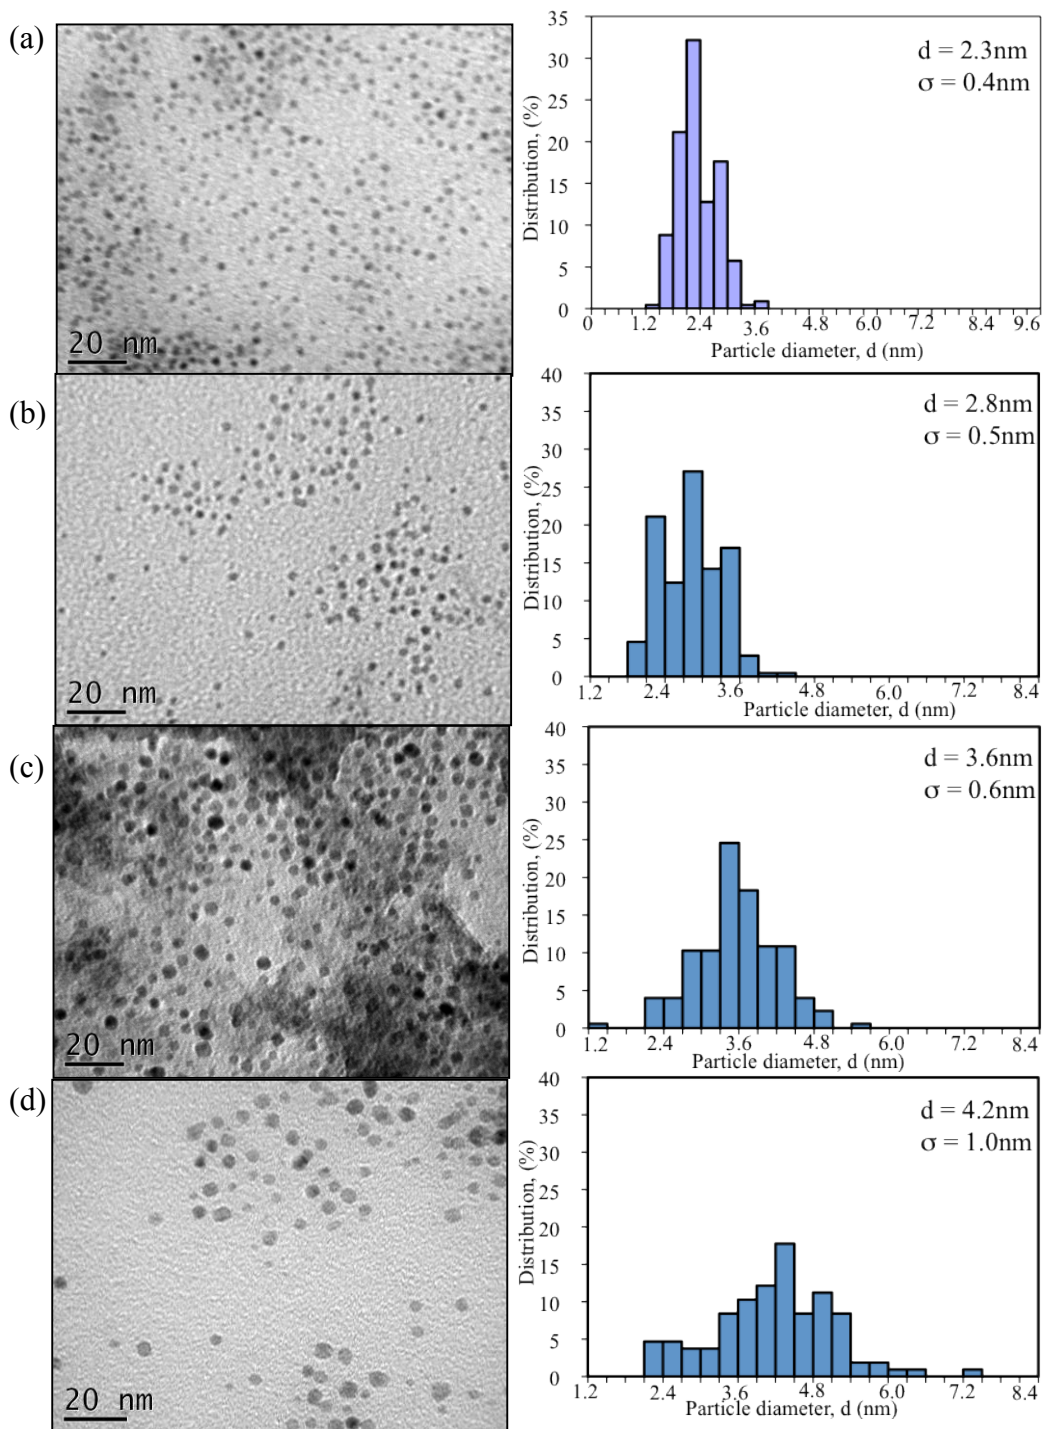 (a)
20 nm
35
30
25
20
15
10
5
0
Distribution, (%)
d = 2.3nm
σ = 0.4nm
0 1.2 2.4 3.6 4.8 6.0 7.2 8.4 9.6
Particle diameter, d (nm)
(b)
20 nm
40
35
30
25
20
15
10
5
0
Distribution, (%)
d = 2.8nm
σ = 0.5nm
1.2 2.4 3.6 4.8 6.0 7.2 8.4
Particle diameter, d (nm)
(c)
20 nm
40
35
30
25
20
15
10
5
0
Distribution, (%)
d = 3.6nm
σ = 0.6nm
1.2 2.4 3.6 4.8 6.0 7.2 8.4
Particle diameter, d (nm)
(d)
20 nm
40
35
30
25
20
15
10
5
0
Distribution, (%)
d = 4.2nm
σ = 1.0nm
1.2 2.4 3.6 4.8 6.0 7.2 8.4
Particle diameter, d (nm)